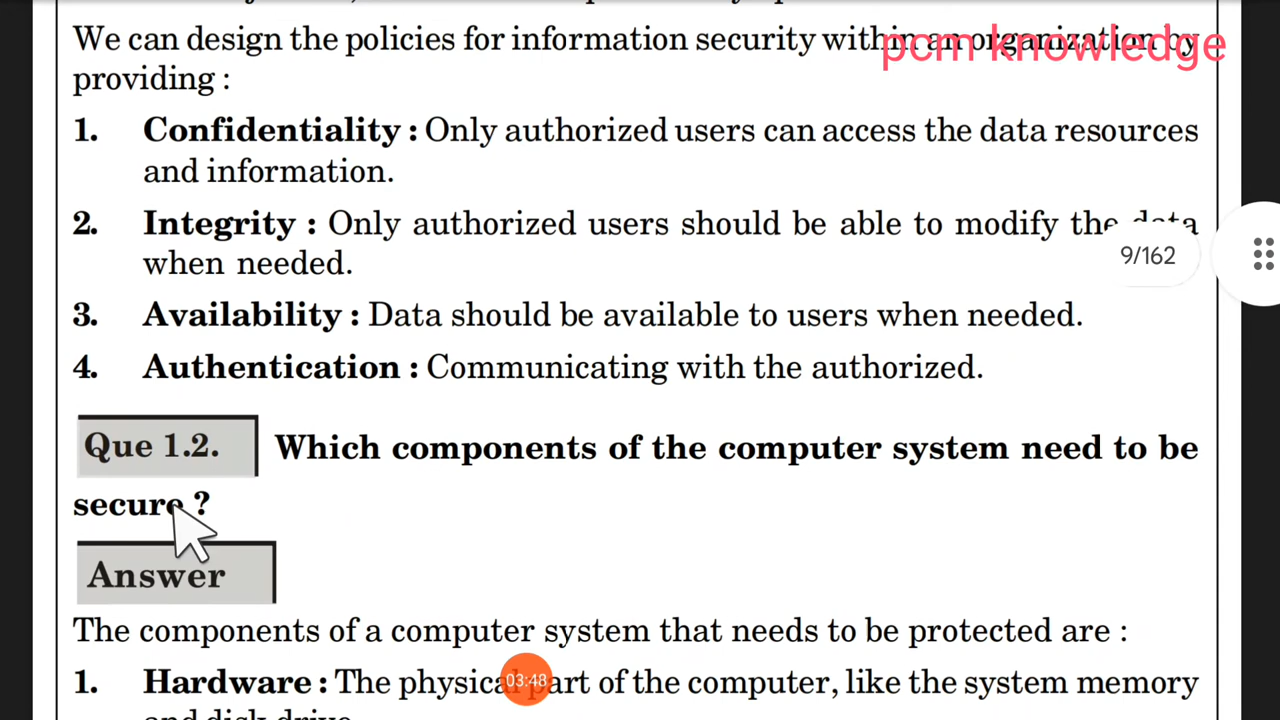 We can design the policies for information security within an organization by
pcm knowledge
providing :
1. Confidentiality : Only authorized users can access the data resources
and information.
2. Integrity : Only authorized users should be able to modify the data
when needed.
9/162
3. Availability : Data should be available to users when needed.
4. Authentication : Communicating with the authorized.
Que 1.2. Which components of the computer system need to be
secure ?
Answer
The components of a computer system that needs to be protected are :
1. Hardware : The physical part of the computer, like the system memory
03:48
and disk drive